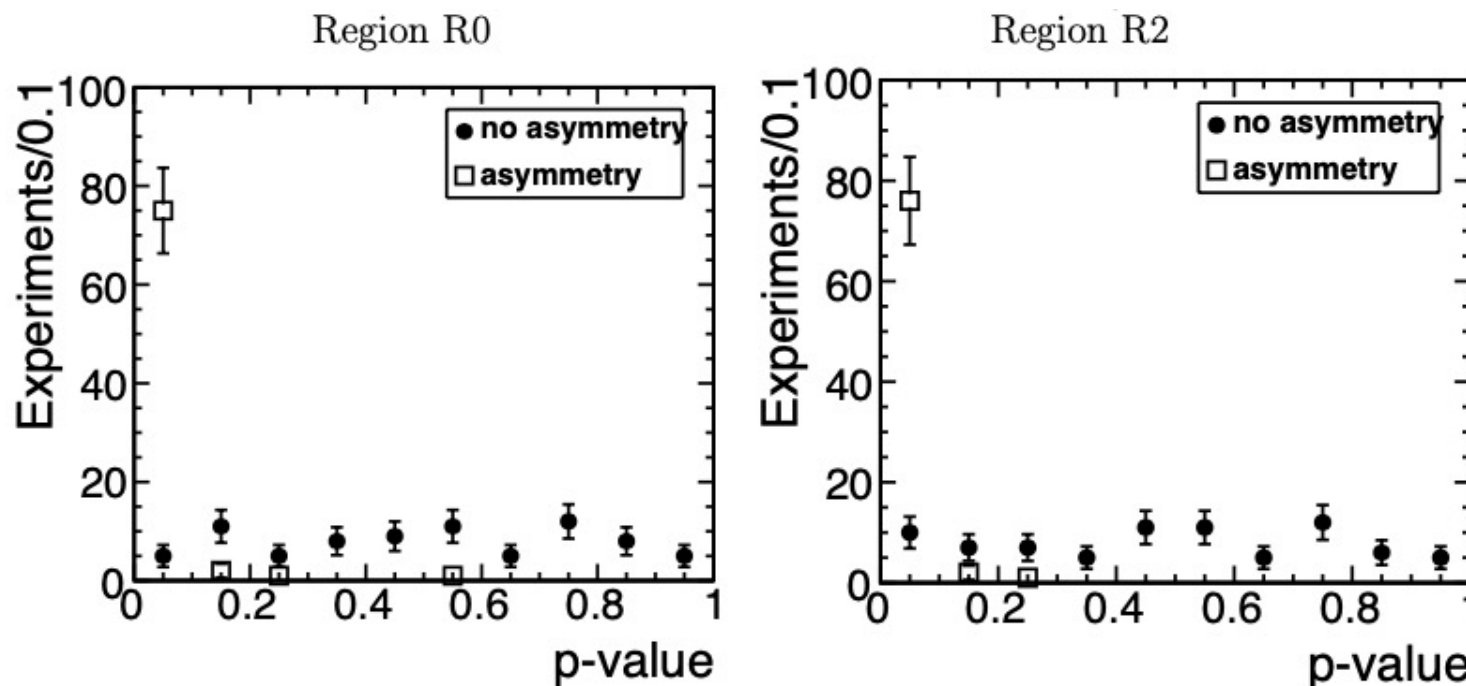 Region R0
Experiments/0.1
100
80
60
40
20
0
0 0.2 0.4 0.6 0.8 1
p-value
no asymmetry
asymmetry
Region R2
Experiments/0.1
100
80
60
40
20
0
0 0.2 0.4 0.6 0.8 1
p-value
no asymmetry
asymmetry